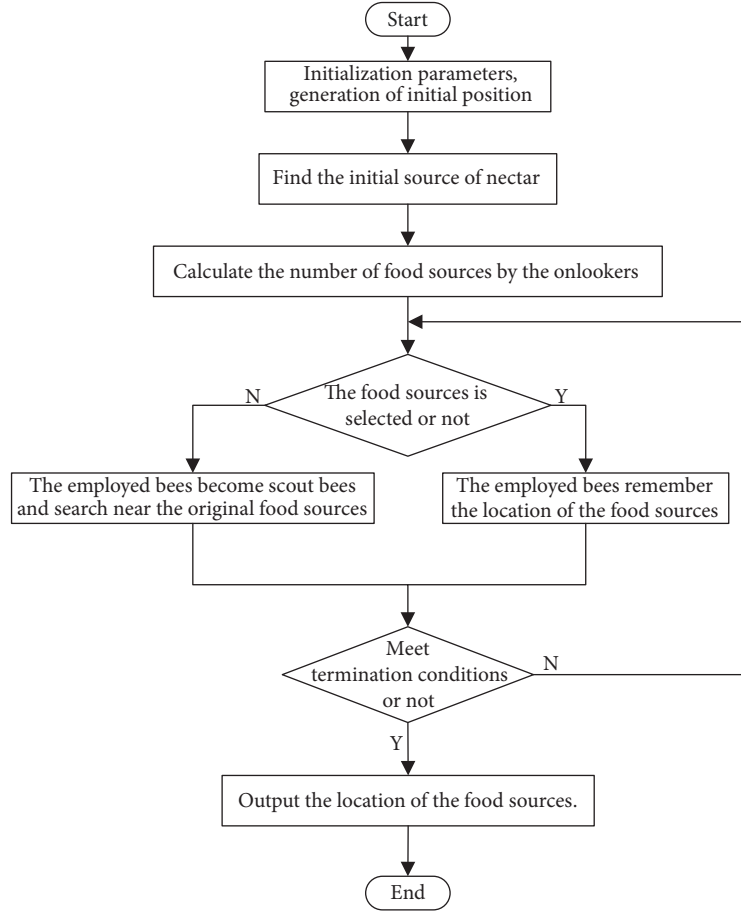 Start
Initialization parameters,
generation of initial position
Find the initial source of nectar
Calculate the number of food sources by the onlookers
N
The food sources is
selected or not
Y
The employed bees become scout bees
and search near the original food sources
The employed bees remember
the location of the food sources
Meet
termination conditions
or not
N
Y
Output the location of the food sources.
End